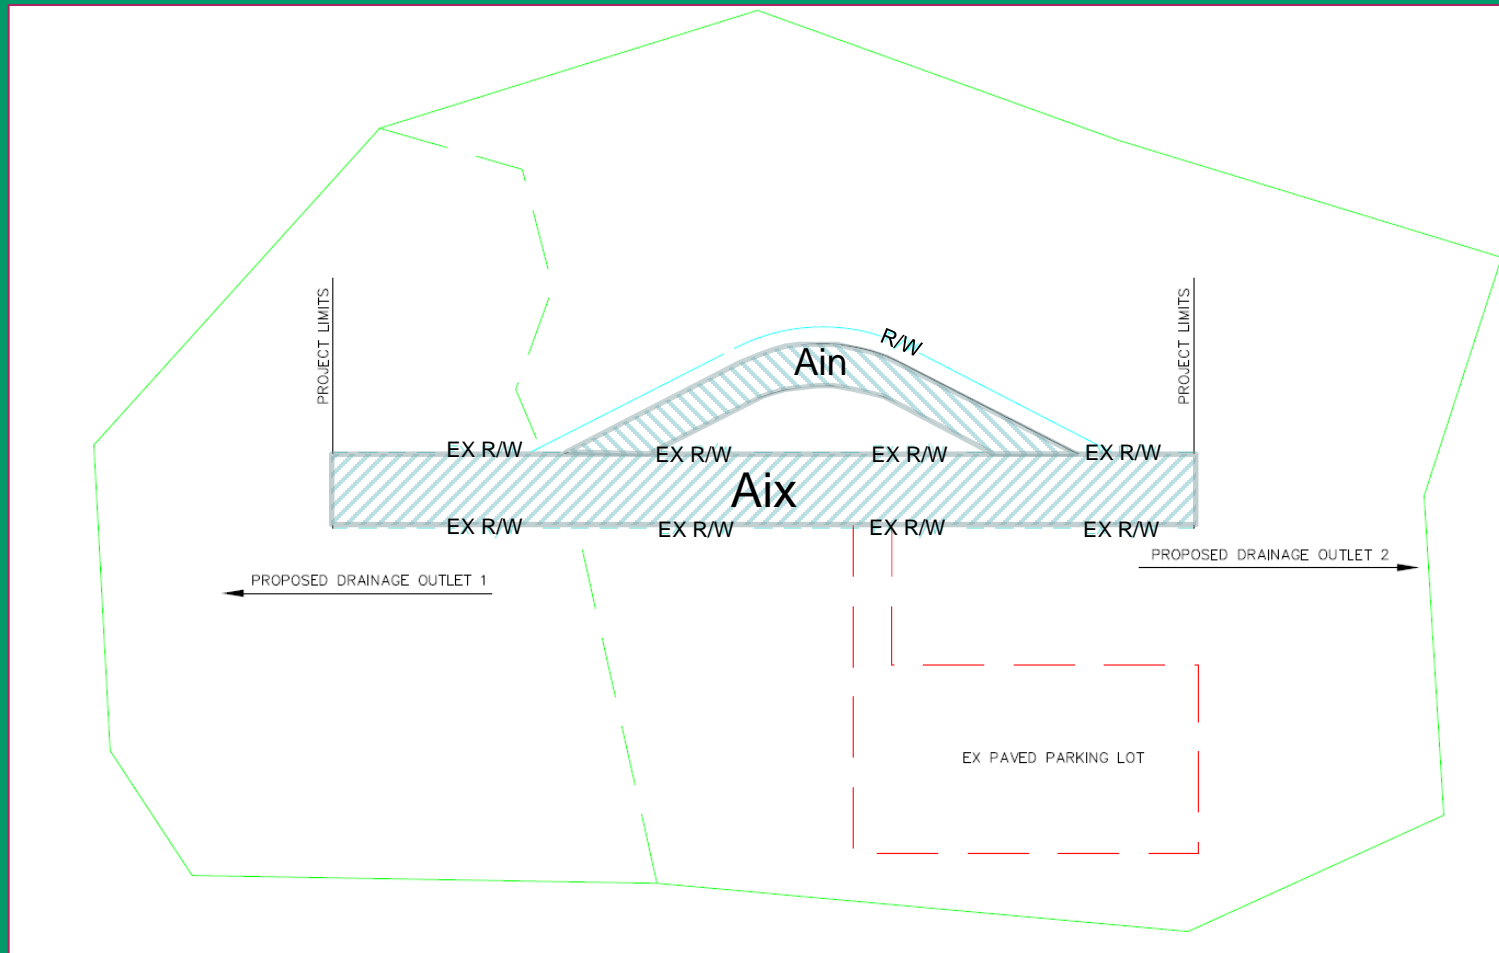 PROJECT LIMITS
PROJECT LIMITS
R/W
Ain
EX R/W
EX R/W
EX R/W
EX R/W
Aix
EX R/W
EX R/W
EX R/W
EX R/W
PROPOSED DRAINAGE OUTLET 2
PROPOSED DRAINAGE OUTLET 1
EX PAVED PARKING LOT